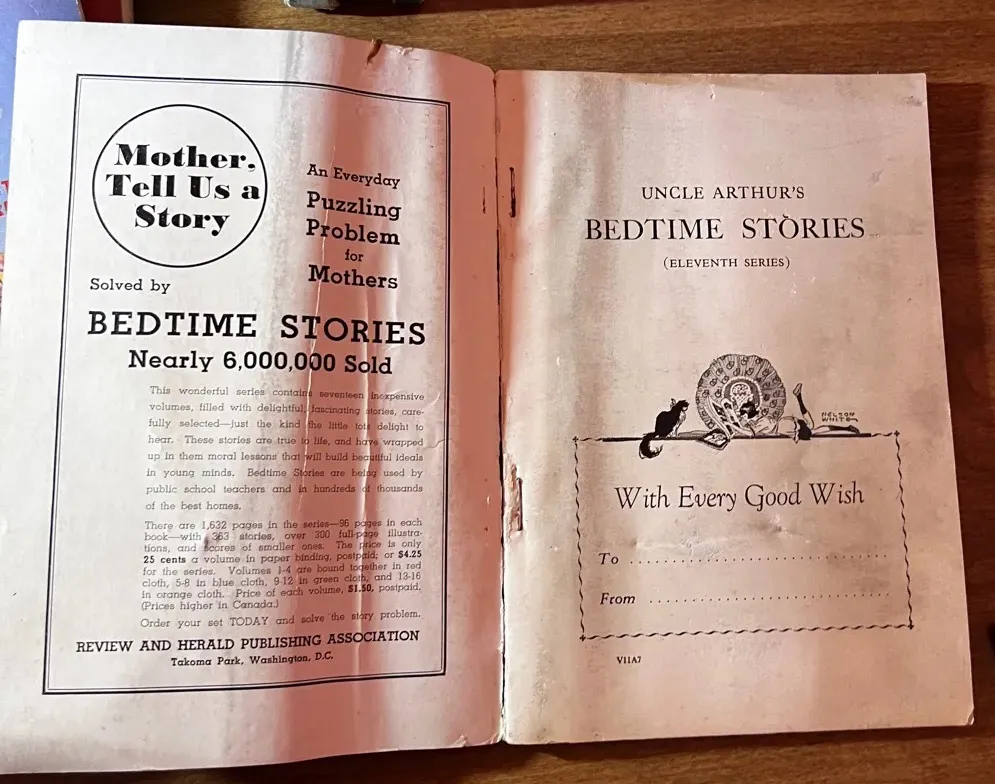 Mother,
Tell Us a
Story
An Everyday
Puzzling
Problem
for
Mothers
Solved by
BEDTIME STORIES
Nearly 6,000,000 Sold
This wonderful series contains seventeen inexpensive
volumes, filled with delightful, fascinating stories, care-
fully selected—just the kind the little tots delight to
hear. These stories are true to life, and have wrapped
up in them moral lessons that will build beautiful ideals
in young minds. Bedtime Stories are being used by
public school teachers and in hundreds of thousands
of the best homes.
There are 1,632 pages in the series—96 pages in each
book—with 363 stories, over 300 full-page illustra-
tions, and scores of smaller ones. The price is only
25 cents a volume in paper binding, postpaid; or $4.25
for the series. Volumes 1-4 are bound together in red
cloth, 5-8 in blue cloth, 9-12 in green cloth, and 13-16
in orange cloth. Price of each volume, $1.50, postpaid.
(Prices higher in Canada.)
Order your set TODAY and solve the story problem.
REVIEW AND HERALD PUBLISHING ASSOCIATION
Takoma Park, Washington, D.C.
UNCLE ARTHUR'S
BEDTIME STORIES
(ELEVENTH SERIES)
NELSON
WHITE
With Every Good Wish
To
From
V11A7